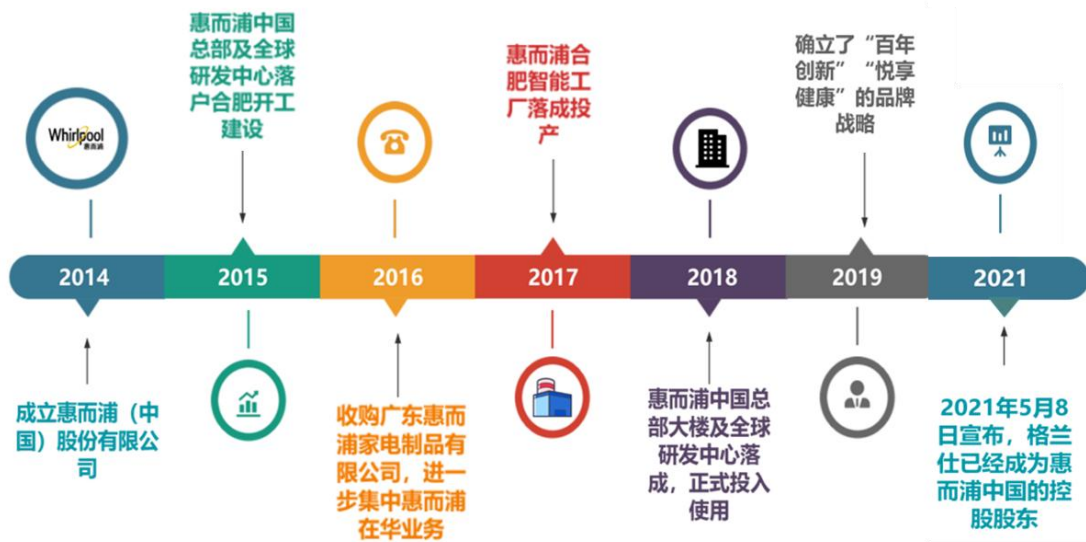 惠而浦中国
总部及全球
研发中心落
户合肥开工
建设
惠而浦合
肥智能工
厂落成投
产
确立了“百年
创新”“悦享
健康”的品牌
战略
Whirlpool
惠而浦
2014
2015
2016
2017
2018
2019
2021
成立惠而浦（中
国）股份有限公
司
收购广东惠而
浦家电制品有
限公司，进一
步集中惠而浦
在华业务
惠而浦中国总
部大楼及全球
研发中心落
成，正式投入
使用
2021年5月8
日宣布，格兰
仕已经成为惠
而浦中国的控
股股东